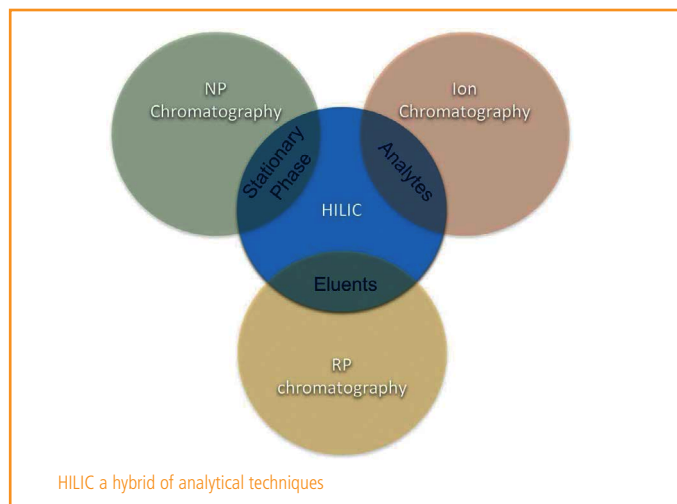 NP
Chromatography
Ion
Chromatography
Stationary
Phase
Analytes
HILIC
Eluents
RP
chromatography
HILIC a hybrid of analytical techniques